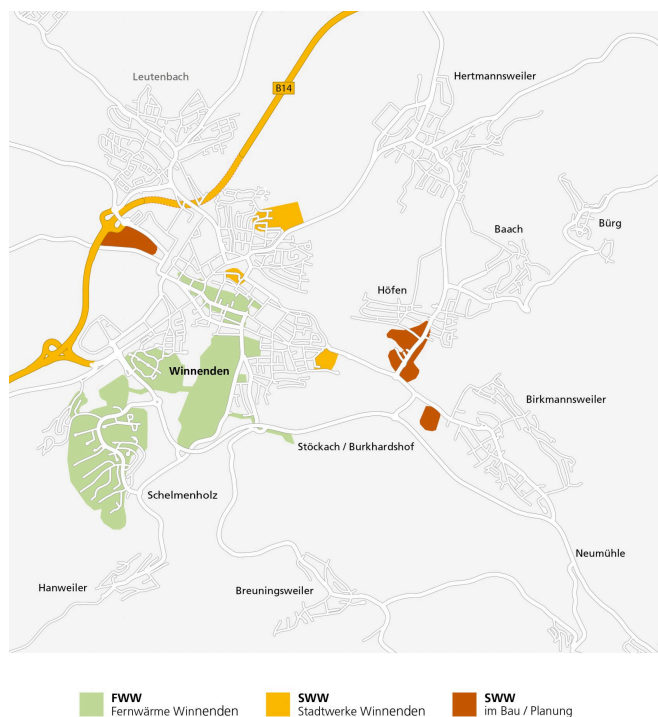 Leutenbach
Hertmannsweiler
B14
Baach
Bürg
Höfen
Winnenden
Birkmannsweiler
Stöckach / Burkhardshof
Schelmenholz
Neumühle
Hanweiler
Breuningsweiler
FWW
Fernwärme Winnenden
SWW
Stadtwerke Winnenden
SWW
im Bau / Planung